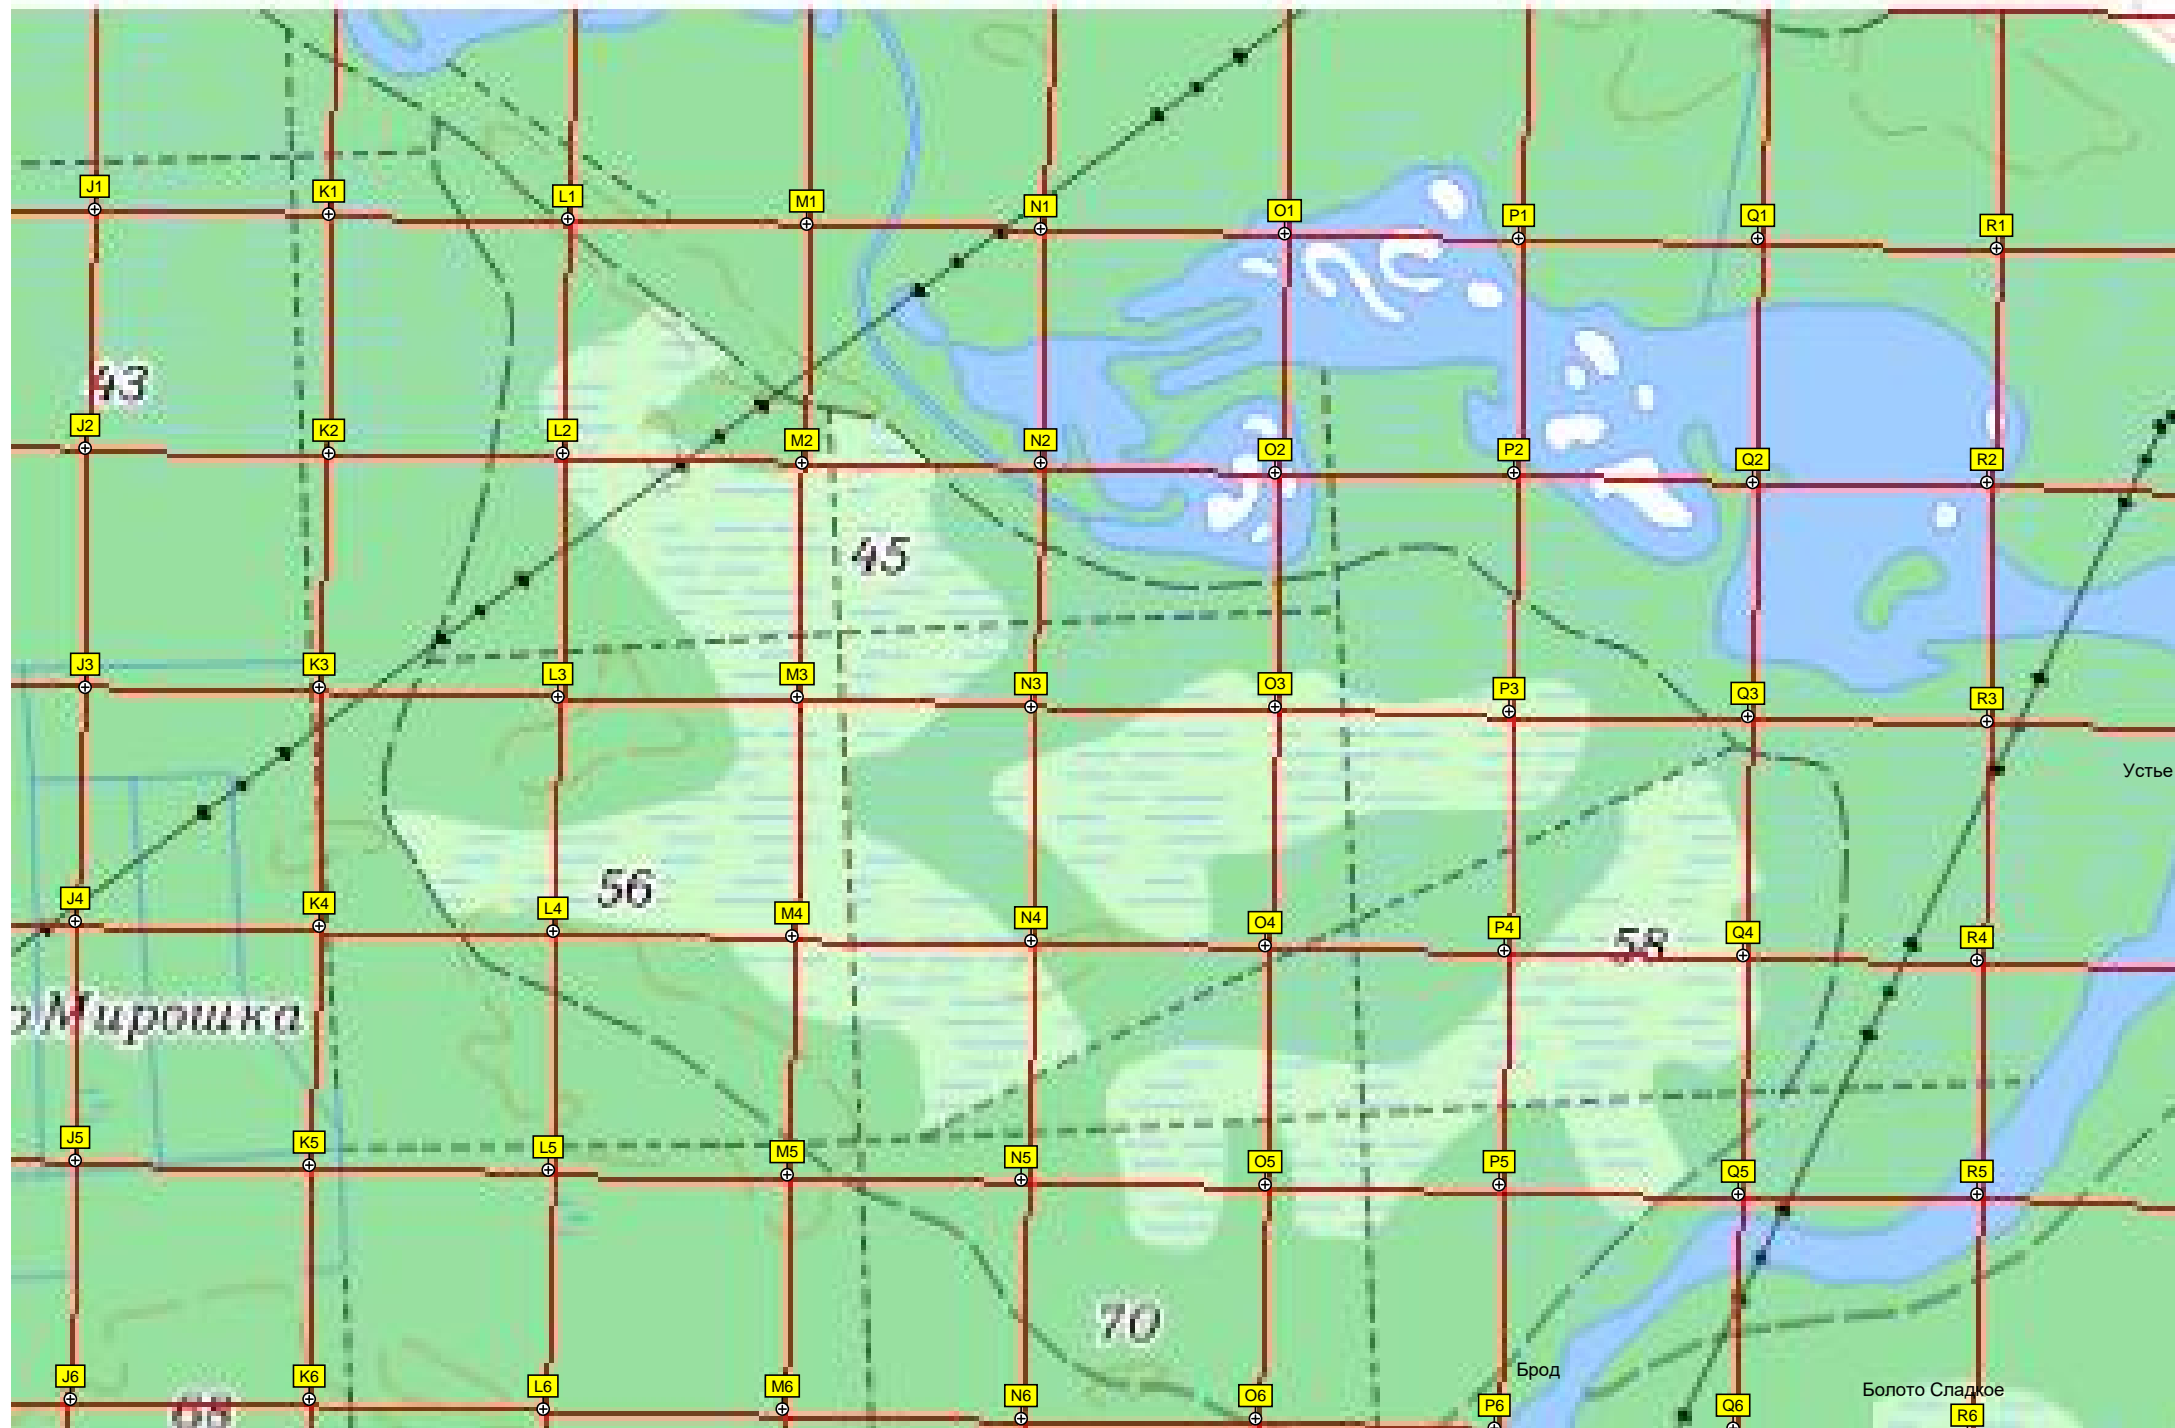 J1 K1 L1 M1 N1 O1 P1 Q1 R1
43
J2 K2 L2 M2 N2 O2 P2 Q2 R2
45
J3 K3 L3 M3 N3 O3 P3 Q3 R3
Устье
56
J4 K4 L4 M4 N4 O4 P4 Q4 R4
58
Мирошка
J5 K5 L5 M5 N5 O5 P5 Q5 R5
70
Брод
Болото Сладкое
J6 K6 L6 M6 N6 O6 P6 Q6 R6